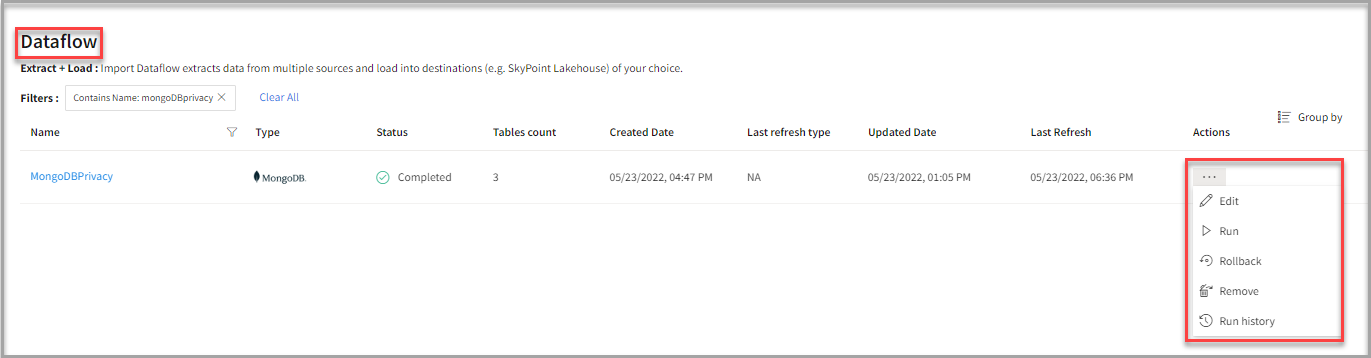 Dataflow
Extract + Load : Import Dataflow extracts data from multiple sources and load into destinations (e.g. SkyPoint Lakehouse) of your choice.
Filters : Contains Name: mongoDBprivacy Clear All
Group by
Name Type Status Tables count Created Date Last refresh type Updated Date Last Refresh Actions
MongoDBPrivacy MongoDB. Completed 3 05/23/2022, 04:47 PM NA 05/23/2022, 01:05 PM 05/23/2022, 06:36 PM ...
Edit
Run
Rollback
Remove
Run history